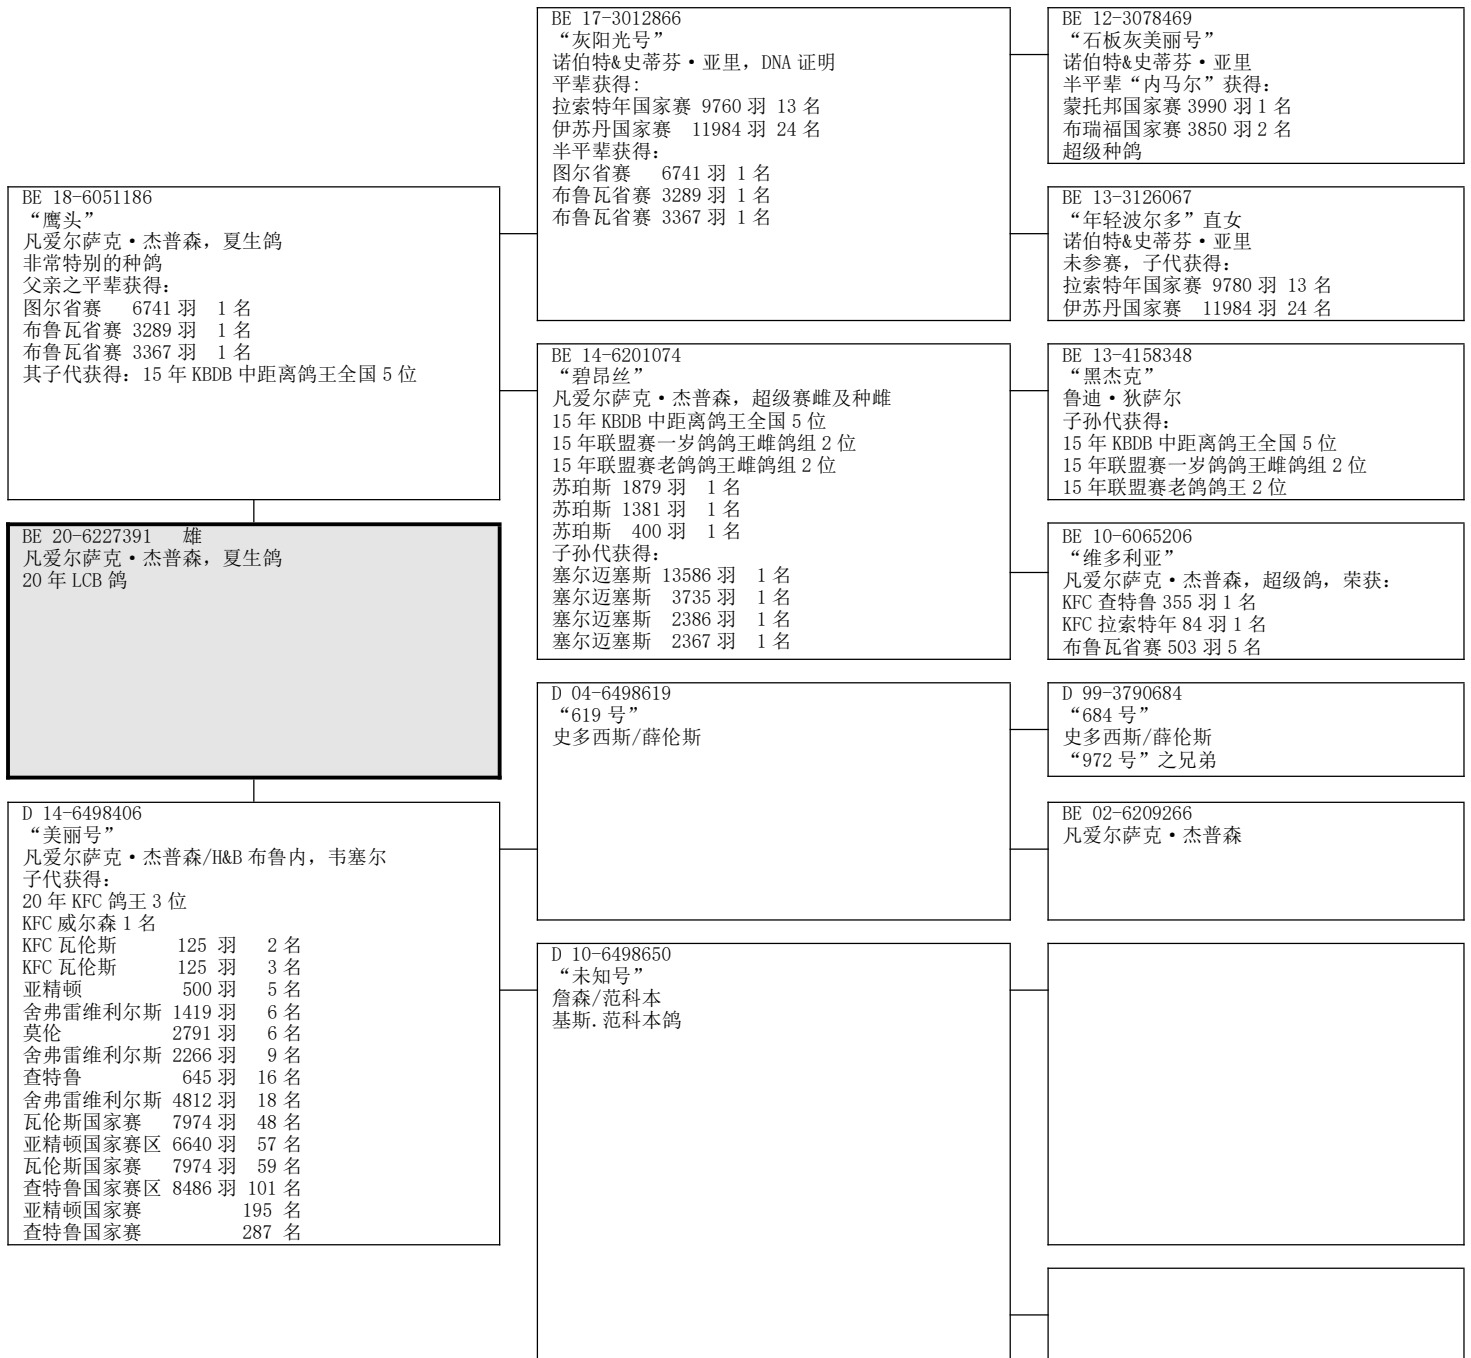 BE 18-6051186
“鹰头”
凡爱尔萨克·杰普森，夏生鸽
非常特别的种鸽
父亲之平辈获得：
图尔省赛 6741 羽 1 名
布鲁瓦省赛 3289 羽 1 名
布鲁瓦省赛 3367 羽 1 名
其子代获得：15 年 KBDB 中距离鸽王全国 5 位
BE 20-6227391 雄
凡爱尔萨克·杰普森，夏生鸽
20 年 LCB 鸽
D 14-6498406
“美丽号”
凡爱尔萨克·杰普森/H&B 布鲁内，韦塞尔
子代获得：
20 年 KFC 鸽王 3 位
KFC 威尔森 1 名
KFC 瓦伦斯 125 羽 2 名
KFC 瓦伦斯 125 羽 3 名
亚精顿 500 羽 5 名
舍弗雷维利尔斯 1419 羽 6 名
莫伦 2791 羽 6 名
舍弗雷维利尔斯 2266 羽 9 名
查特鲁 645 羽 16 名
舍弗雷维利尔斯 4812 羽 18 名
瓦伦斯国家赛 7974 羽 48 名
亚精顿国家赛区 6640 羽 57 名
瓦伦斯国家赛 7974 羽 59 名
查特鲁国家赛区 8486 羽 101 名
亚精顿国家赛 195 名
查特鲁国家赛 287 名
BE 17-3012866
“灰阳光号”
诺伯特&史蒂芬·亚里，DNA 证明
平辈获得：
拉索特年国家赛 9760 羽 13 名
伊苏丹国家赛 11984 羽 24 名
半平辈获得：
图尔省赛 6741 羽 1 名
布鲁瓦省赛 3289 羽 1 名
布鲁瓦省赛 3367 羽 1 名
BE 14-6201074
“碧昂丝”
凡爱尔萨克·杰普森，超级赛雌及种雌
15 年 KBDB 中距离鸽王全国 5 位
15 年联盟赛一岁鸽鸽王雌鸽组 2 位
15 年联盟赛老鸽鸽王雌鸽组 2 位
苏珀斯 1879 羽 1 名
苏珀斯 1381 羽 1 名
苏珀斯 400 羽 1 名
子孙代获得：
塞尔迈塞斯 13586 羽 1 名
塞尔迈塞斯 3735 羽 1 名
塞尔迈塞斯 2386 羽 1 名
塞尔迈塞斯 2367 羽 1 名
D 04-6498619
“619 号”
史多西斯/薛伦斯
D 10-6498650
“未知号”
詹森/范科本
基斯.范科本鸽
BE 12-3078469
“石板灰美丽号”
诺伯特&史蒂芬·亚里
半平辈“内马尔”获得：
蒙托邦国家赛 3990 羽 1 名
布瑞福国家赛 3850 羽 2 名
超级种鸽
BE 13-3126067
“年轻波尔多”直女
诺伯特&史蒂芬·亚里
未参赛，子代获得：
拉索特年国家赛 9780 羽 13 名
伊苏丹国家赛 11984 羽 24 名
BE 13-4158348
“黑杰克”
鲁迪·狄萨尔
子孙代获得：
15 年 KBDB 中距离鸽王全国 5 位
15 年联盟赛一岁鸽鸽王雌鸽组 2 位
15 年联盟赛老鸽鸽王 2 位
BE 10-6065206
“维多利亚”
凡爱尔萨克·杰普森，超级鸽，荣获：
KFC 查特鲁 355 羽 1 名
KFC 拉索特年 84 羽 1 名
布鲁瓦省赛 503 羽 5 名
D 99-3790684
“684 号”
史多西斯/薛伦斯
“972 号”之兄弟
BE 02-6209266
凡爱尔萨克·杰普森